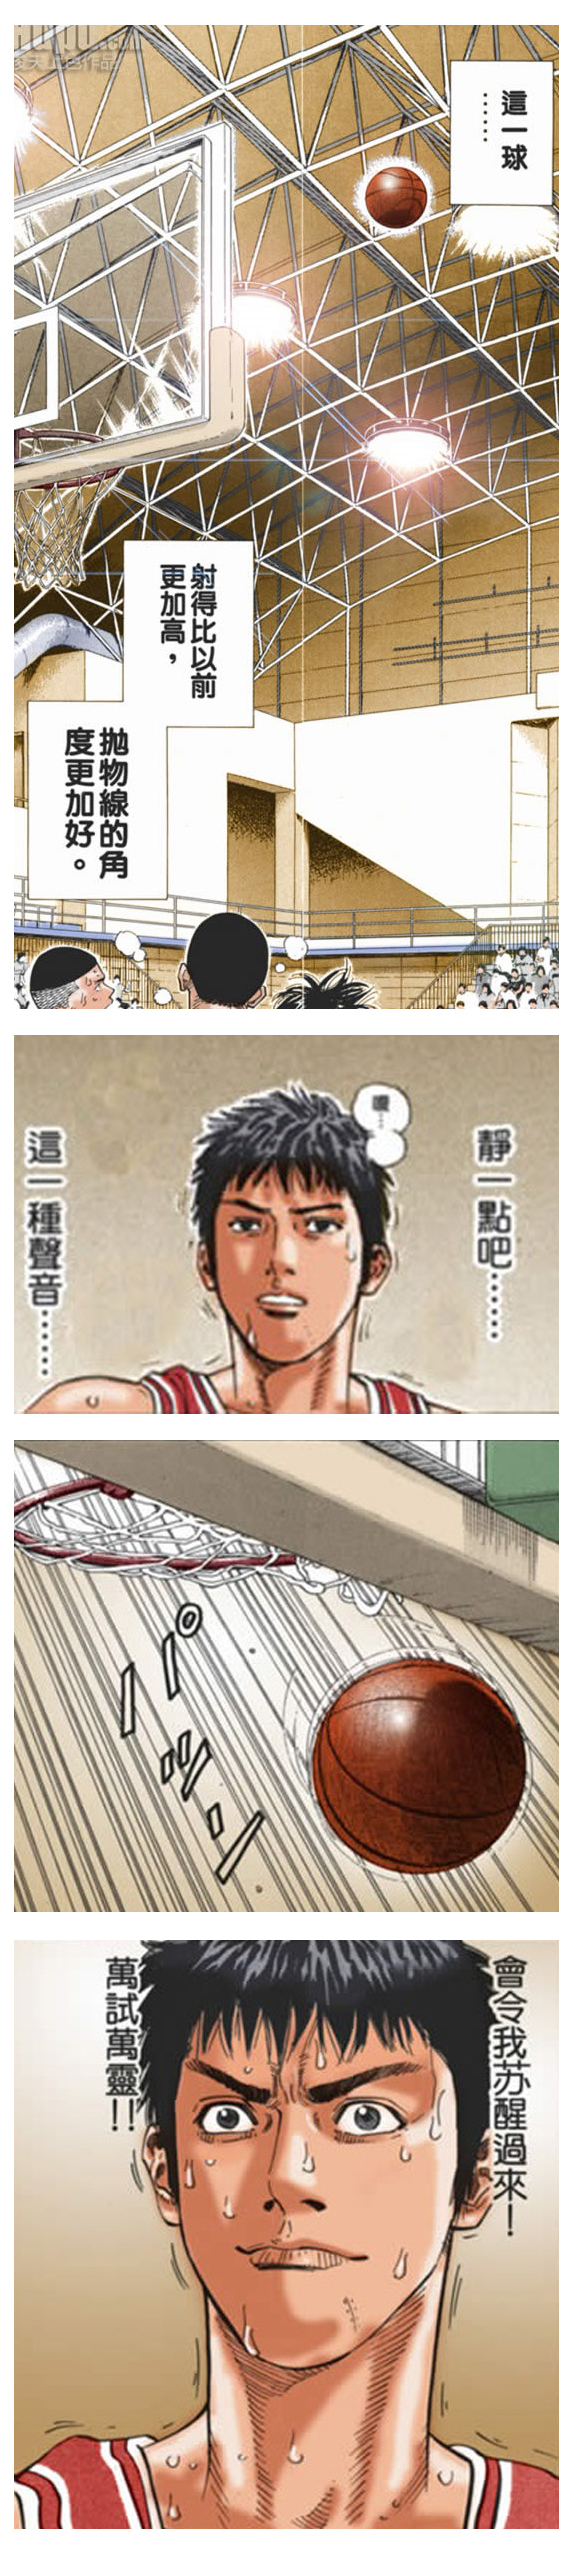 這一球
……
射得比以前
更加高，
拋物線的角
度更加好。
嗄…
靜一點吧……
這一種聲音……
パ
ツ
會令我苏醒過來！
萬試萬靈！！